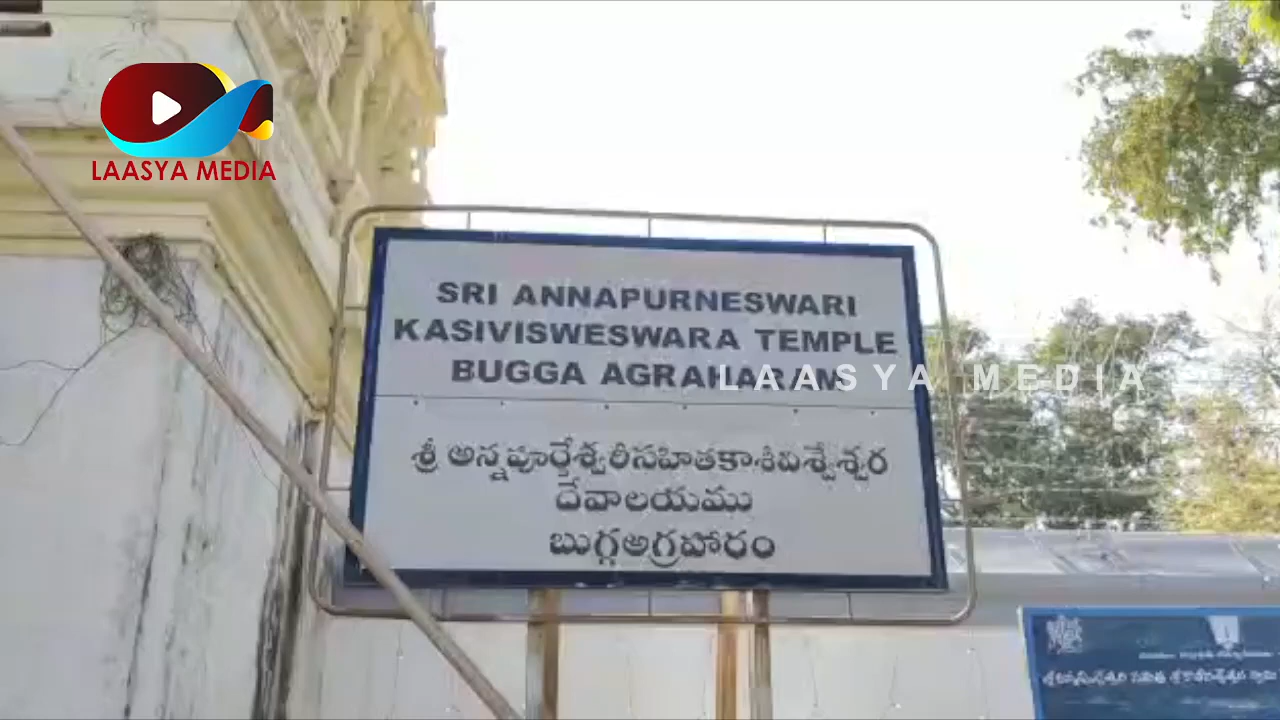 LAASYA MEDIA
SRI ANNAPURNESWARI
KASIVISWESWARA TEMPLE
BUGGA AGRAHARAM
LAASYA MEDIA
శ్రీ అన్నపూర్ణేశ్వరీసహితకాశీవిశ్వేశ్వర
దేవాలయము
బుగ్గఅగ్రహారం